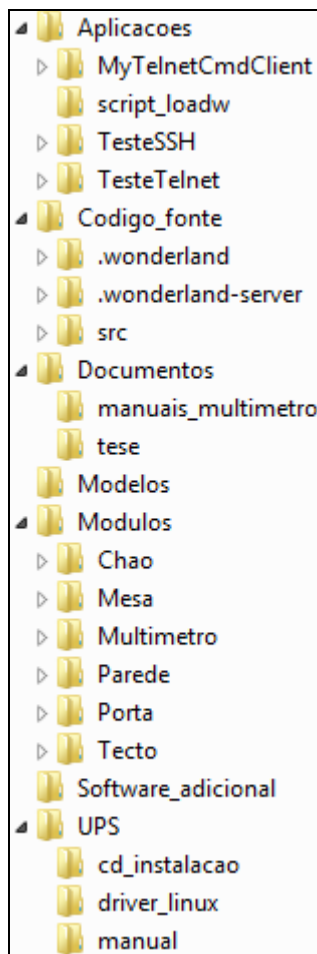 Aplicacoes
MyTelnetCmdClient
script_loadw
TesteSSH
TesteTelnet
Codigo_fonte
.wonderland
.wonderland-server
src
Documentos
manuais_multimetro
tese
Modelos
Modulos
Chao
Mesa
Multimetro
Parede
Porta
Tecto
Software_adicional
UPS
cd_instalacao
driver_linux
manual